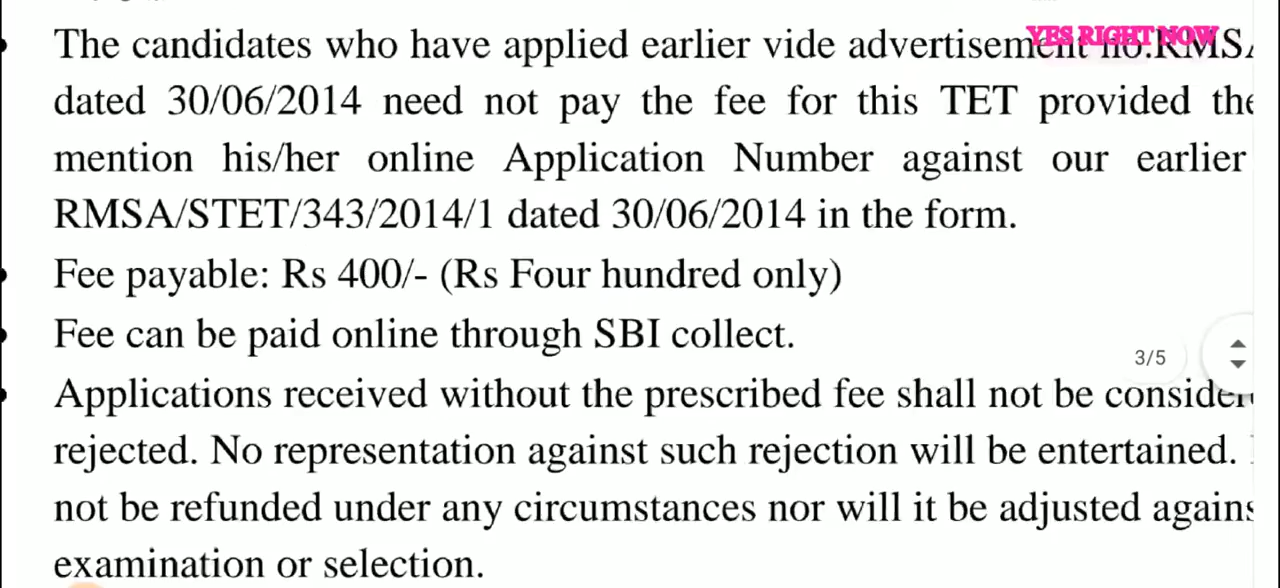 The candidates who have applied earlier vide advertisement no.RMSA
YES RIGHT NOW
dated 30/06/2014 need not pay the fee for this TET provided the
mention his/her online Application Number against our earlier
RMSA/STET/343/2014/1 dated 30/06/2014 in the form.
Fee payable: Rs 400/- (Rs Four hundred only)
Fee can be paid online through SBI collect.
3/5
Applications received without the prescribed fee shall not be consider
rejected. No representation against such rejection will be entertained.
not be refunded under any circumstances nor will it be adjusted agains
examination or selection.